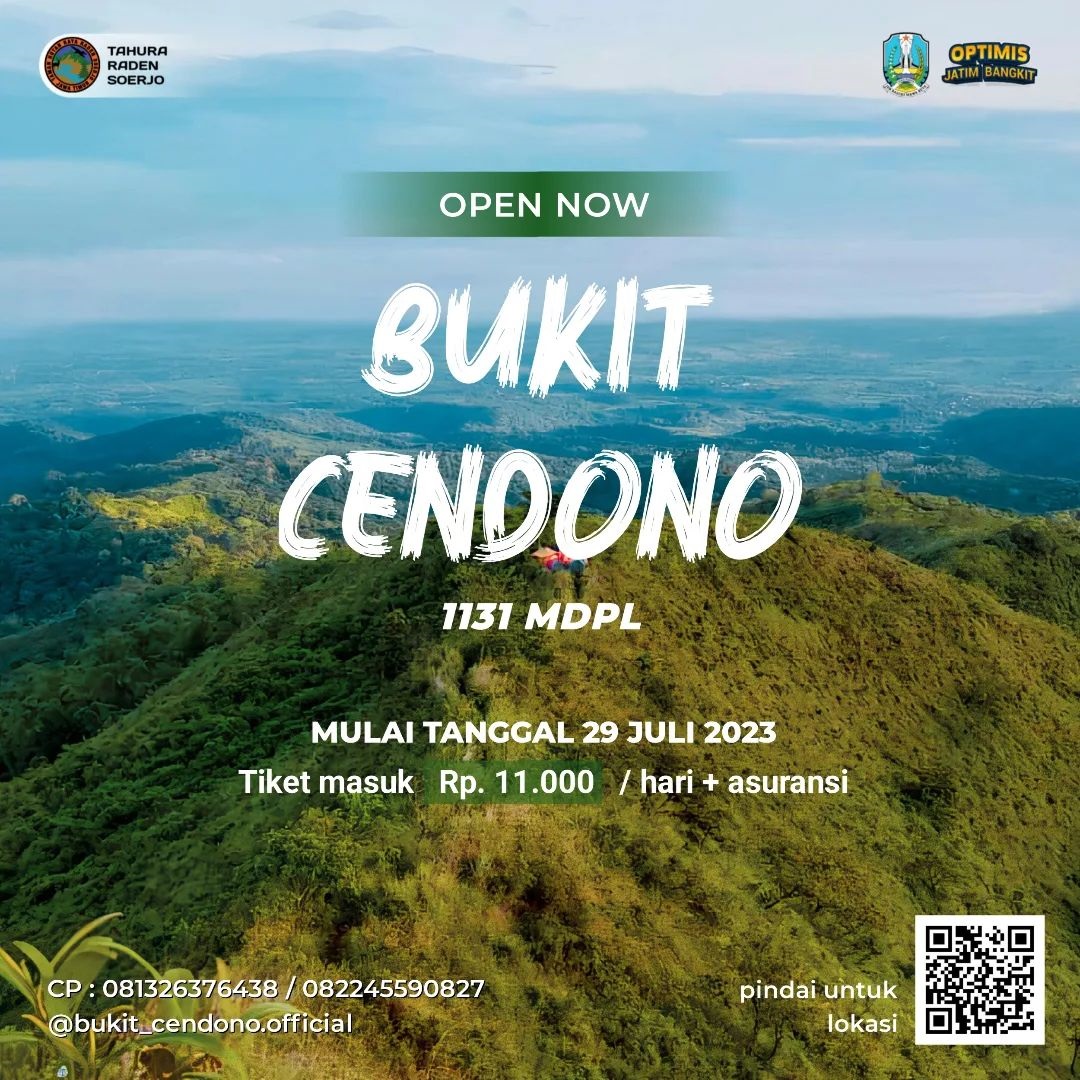 TAHURA
RADEN
SOERJO
OPTIMIS
JATIM BANGKIT
OPEN NOW
BUKIT
CENDONO
1131 MDPL
MULAI TANGGAL 29 JULI 2023
Tiket masuk Rp. 11.000 / hari + asuransi
CP : 081326376438 / 082245590827
@bukit_cendono.official
pindai untuk
lokasi